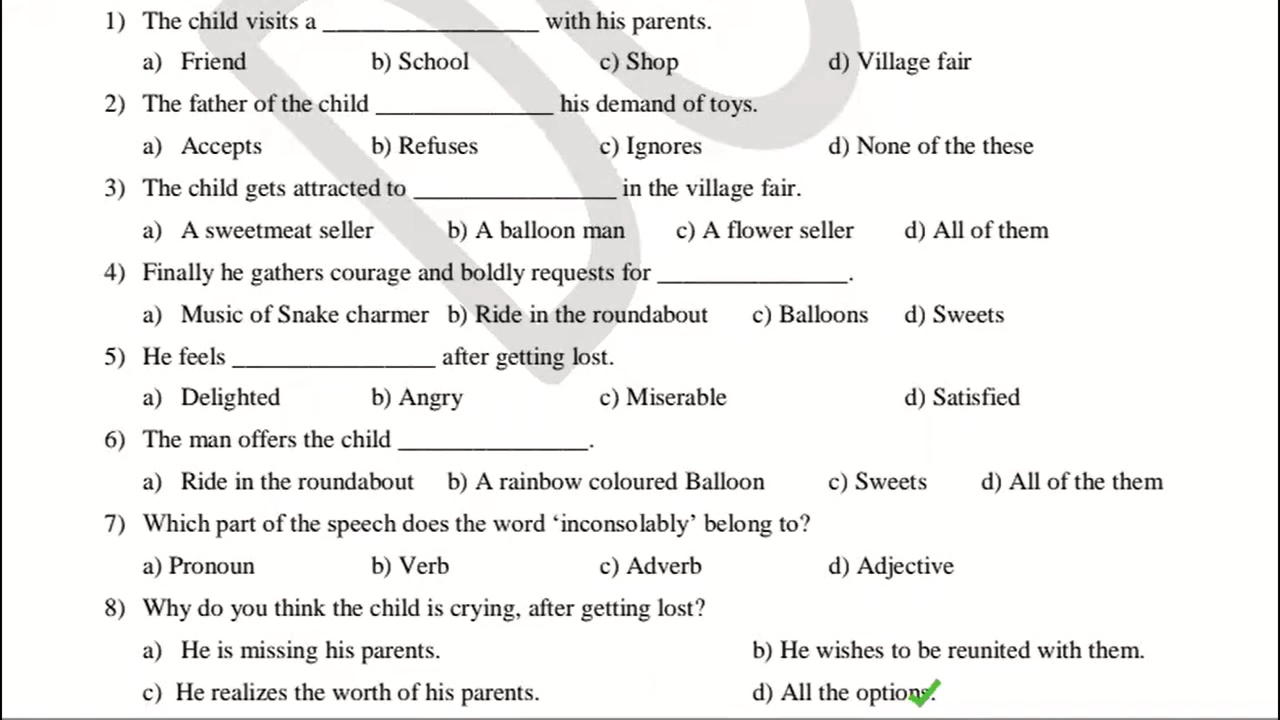 1) The child visits a _________________ with his parents.
a) Friend b) School c) Shop d) Village fair
2) The father of the child ______________ his demand of toys.
a) Accepts b) Refuses c) Ignores d) None of the these
3) The child gets attracted to ________________ in the village fair.
a) A sweetmeat seller b) A balloon man c) A flower seller d) All of them
4) Finally he gathers courage and boldly requests for _______________.
a) Music of Snake charmer b) Ride in the roundabout c) Balloons d) Sweets
5) He feels ________________ after getting lost.
a) Delighted b) Angry c) Miserable d) Satisfied
6) The man offers the child _______________.
a) Ride in the roundabout b) A rainbow coloured Balloon c) Sweets d) All of the them
7) Which part of the speech does the word ‘inconsolably’ belong to?
a) Pronoun b) Verb c) Adverb d) Adjective
8) Why do you think the child is crying, after getting lost?
a) He is missing his parents. b) He wishes to be reunited with them.
c) He realizes the worth of his parents. d) All the options.